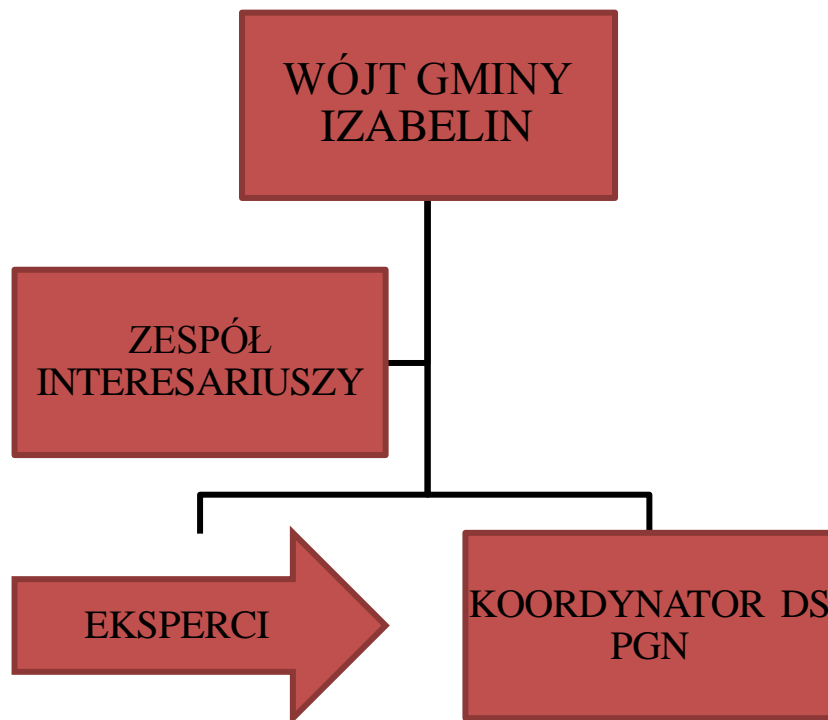 WÓJT GMINY
IZABELIN
ZESPÓŁ
INTERESARIUSZY
EKSPERCI
KOORDYNATOR DS
PGN